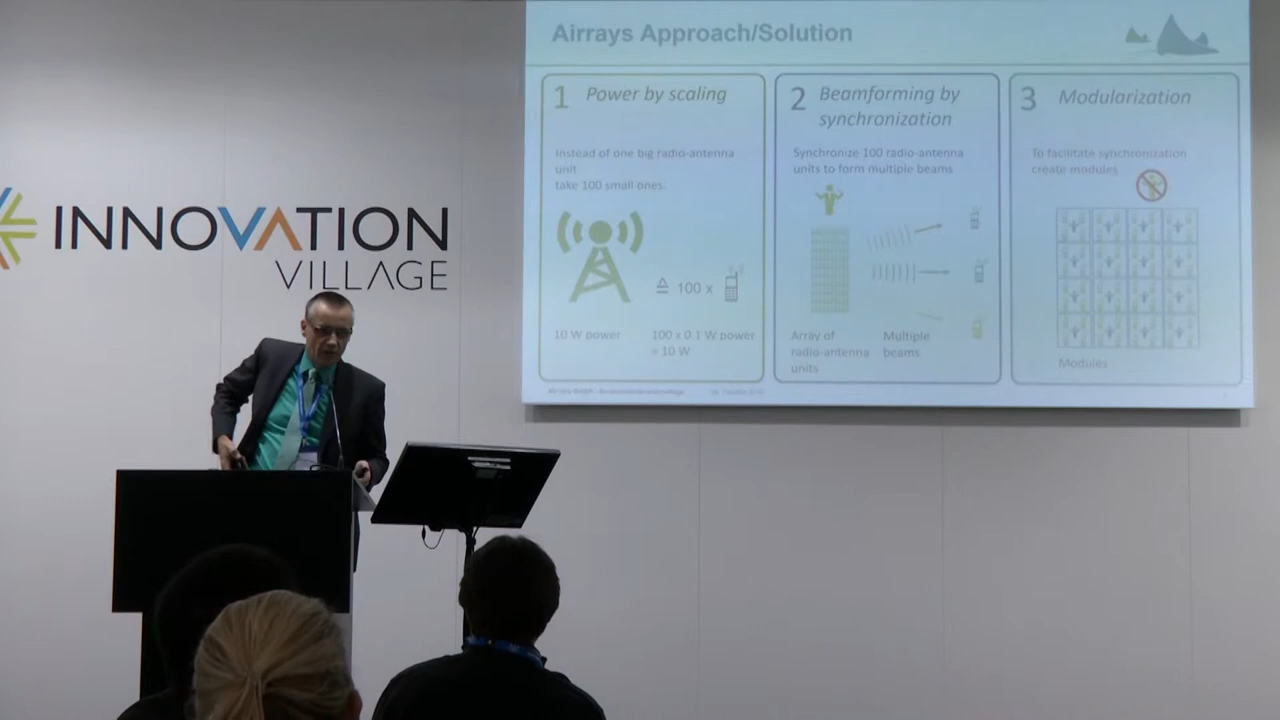 Airrays Approach/Solution
1 Power by scaling
Instead of one big radio-antenna
unit
take 100 small ones.
≙ 100 x
10 W power
100 x 0.1 W power
= 10 W
2 Beamforming by
synchronization
Synchronize 100 radio-antenna
units to form multiple beams
Array of
radio-antenna
units
Multiple
beams
3 Modularization
To facilitate synchronization
create modules
Modules
INNOVATION
VILLAGE